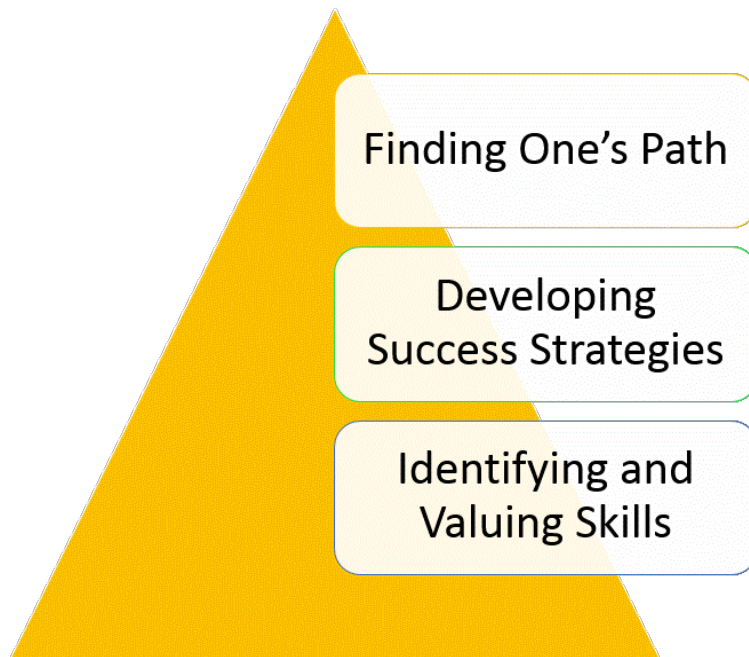 Finding One’s Path
Developing
Success Strategies
Identifying and
Valuing Skills